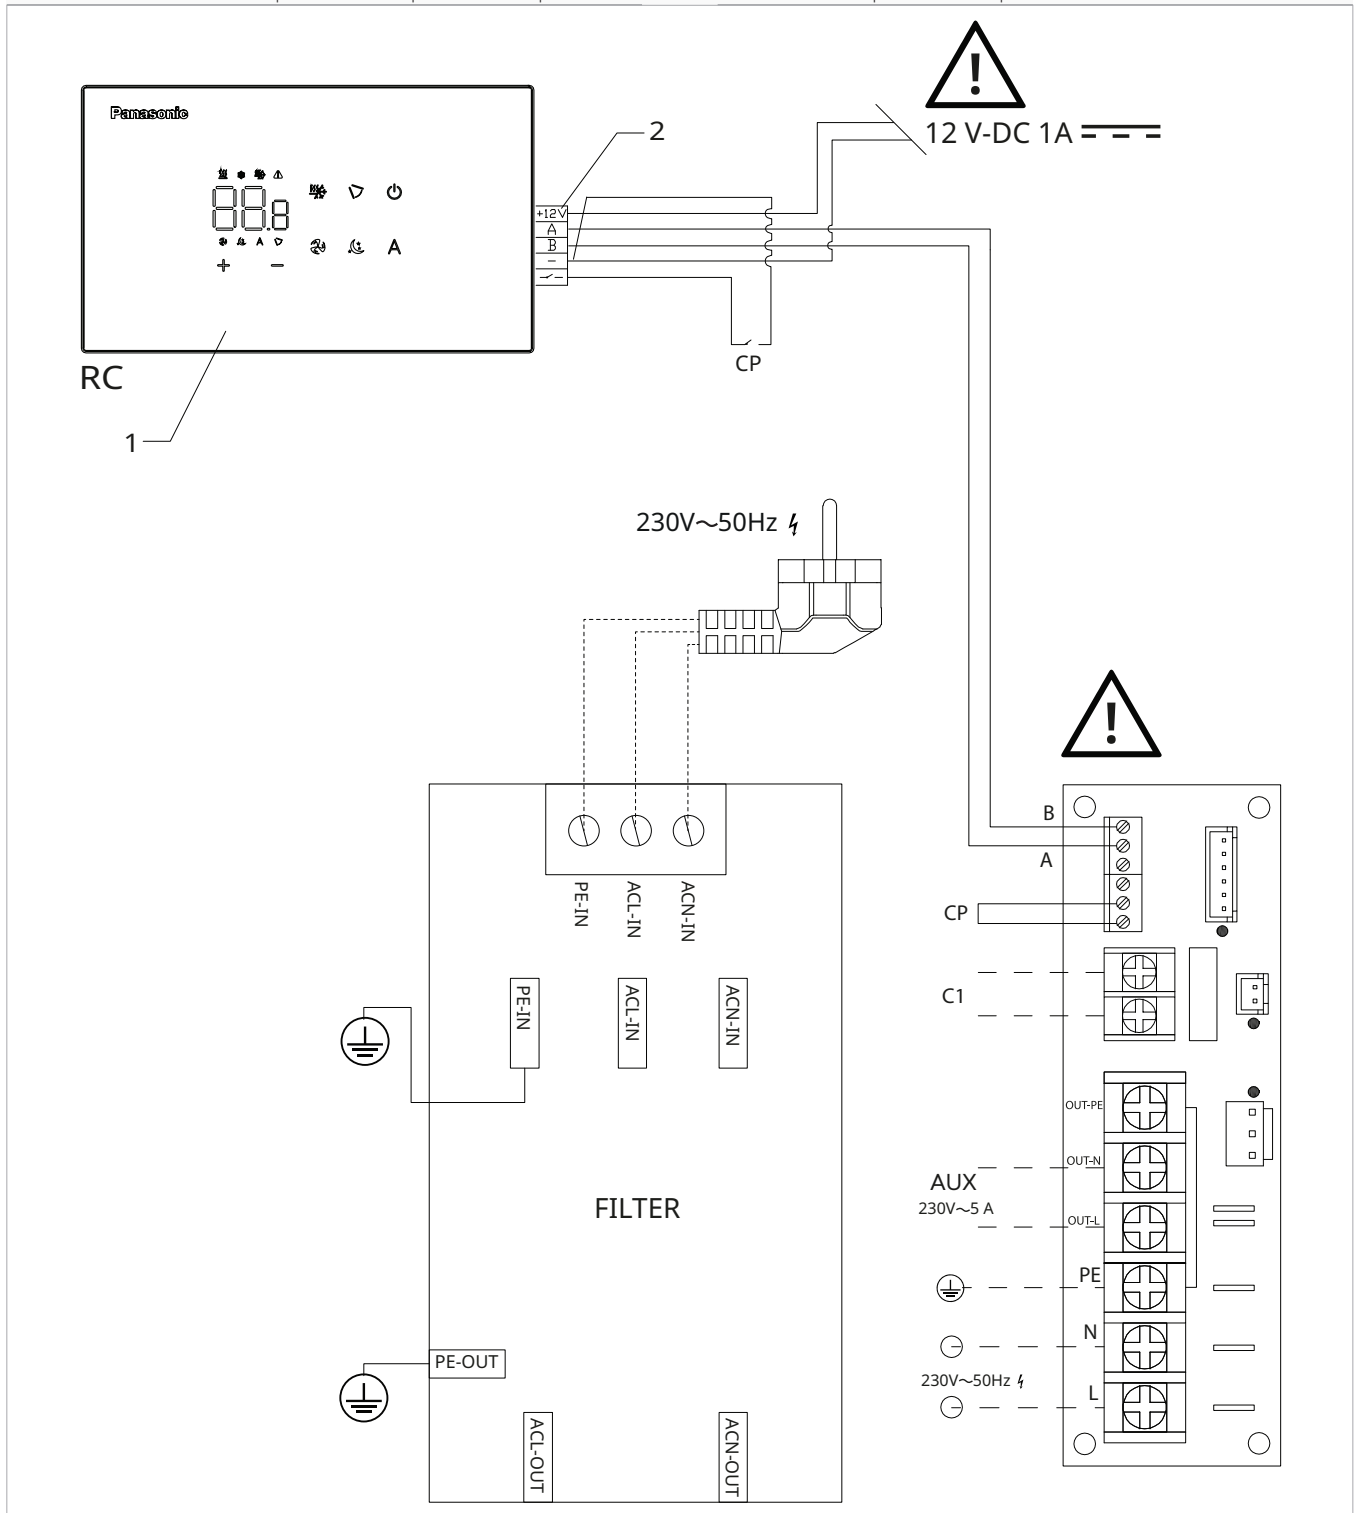 Panasonic
12 V-DC 1A
2
+12V
A
B
-
A
+ -
CP
RC
1
230V~50Hz
B
A
PE-IN
ACL-IN
ACN-IN
CP
PE-IN
ACL-IN
ACN-IN
C1
OUT-PE
OUT-N
AUX
230V~5 A
OUT-L
FILTER
PE
N
PE-OUT
230V~50Hz
L
ACL-OUT
ACN-OUT